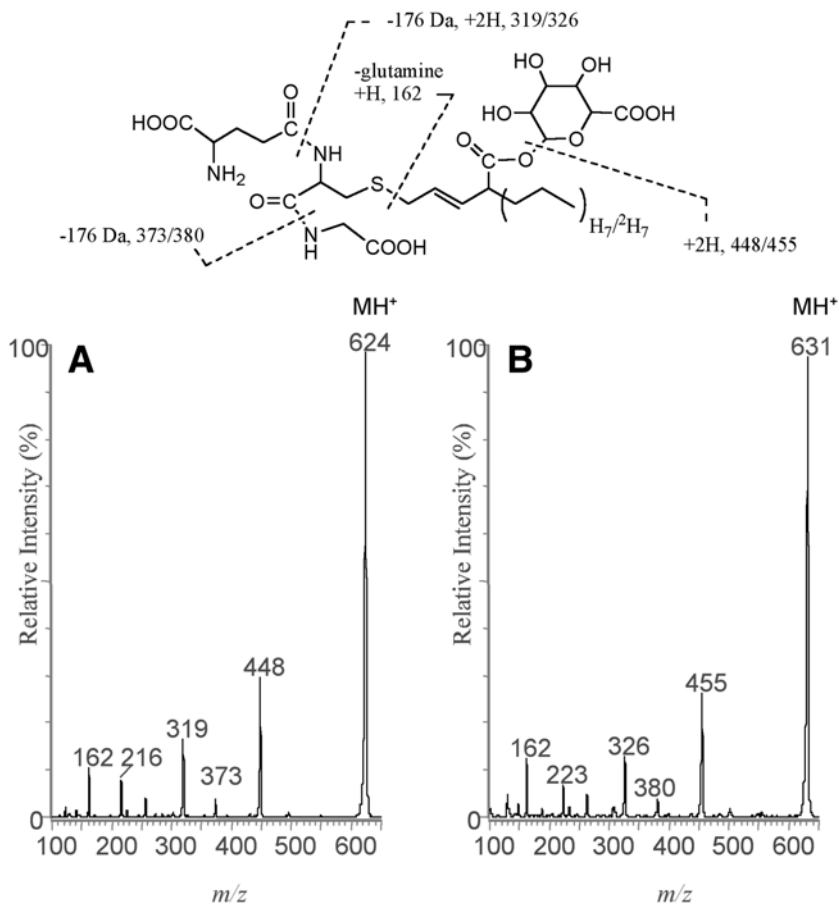 -176 Da, +2H, 319/326
-glutamine
+H, 162
HO OH
HO COOH
O O
O O
HOOC NH
NH2 S
O
N
H COOH
H7/2H7
-176 Da, 373/380
+2H, 448/455
MH+ MH+
A
100
624
Relative Intensity (%)
448
319
162 216
373
0
100 200 300 400 500 600
m/z
B
100
631
Relative Intensity (%)
455
326
162
223 380
0
100 200 300 400 500 600
m/z